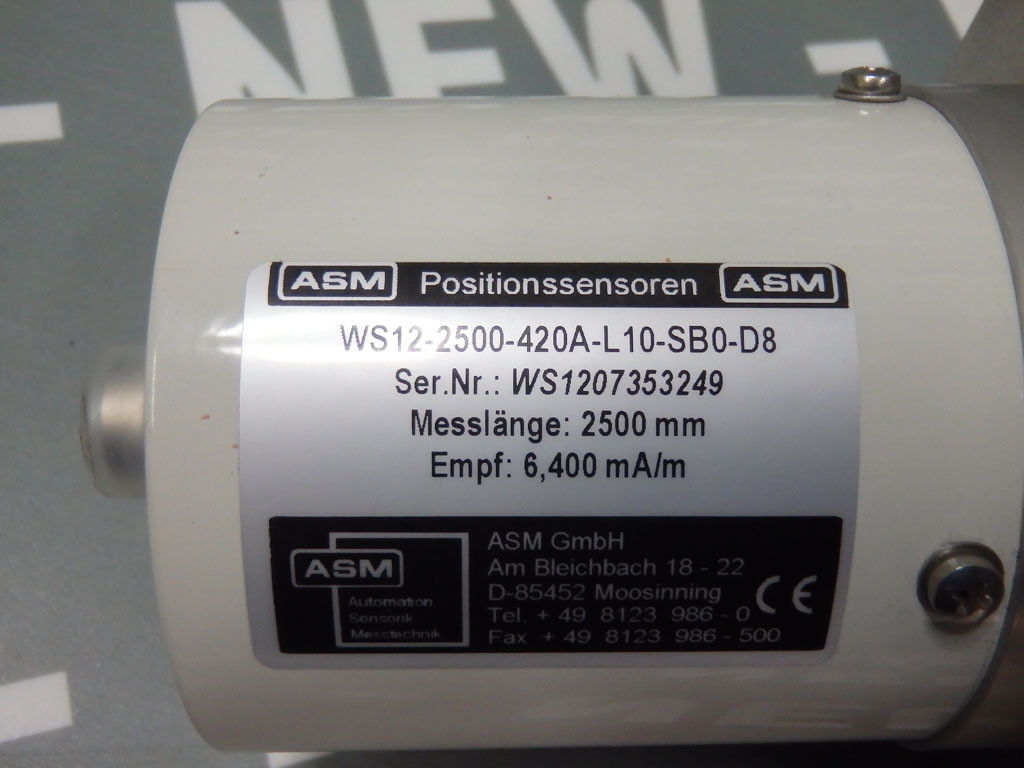 NEW -
ASM Positionssensoren ASM
WS12-2500-420A-L10-SB0-D8
Ser.Nr.: WS1207353249
Messlänge: 2500 mm
Empf: 6,400 mA/m
ASM
Automation
Sensorik
Messtechnik
ASM GmbH
Am Bleichbach 18 - 22
D-85452 Moosinning
Tel. + 49 8123 986 - 0
Fax + 49 8123 986 - 500
CE